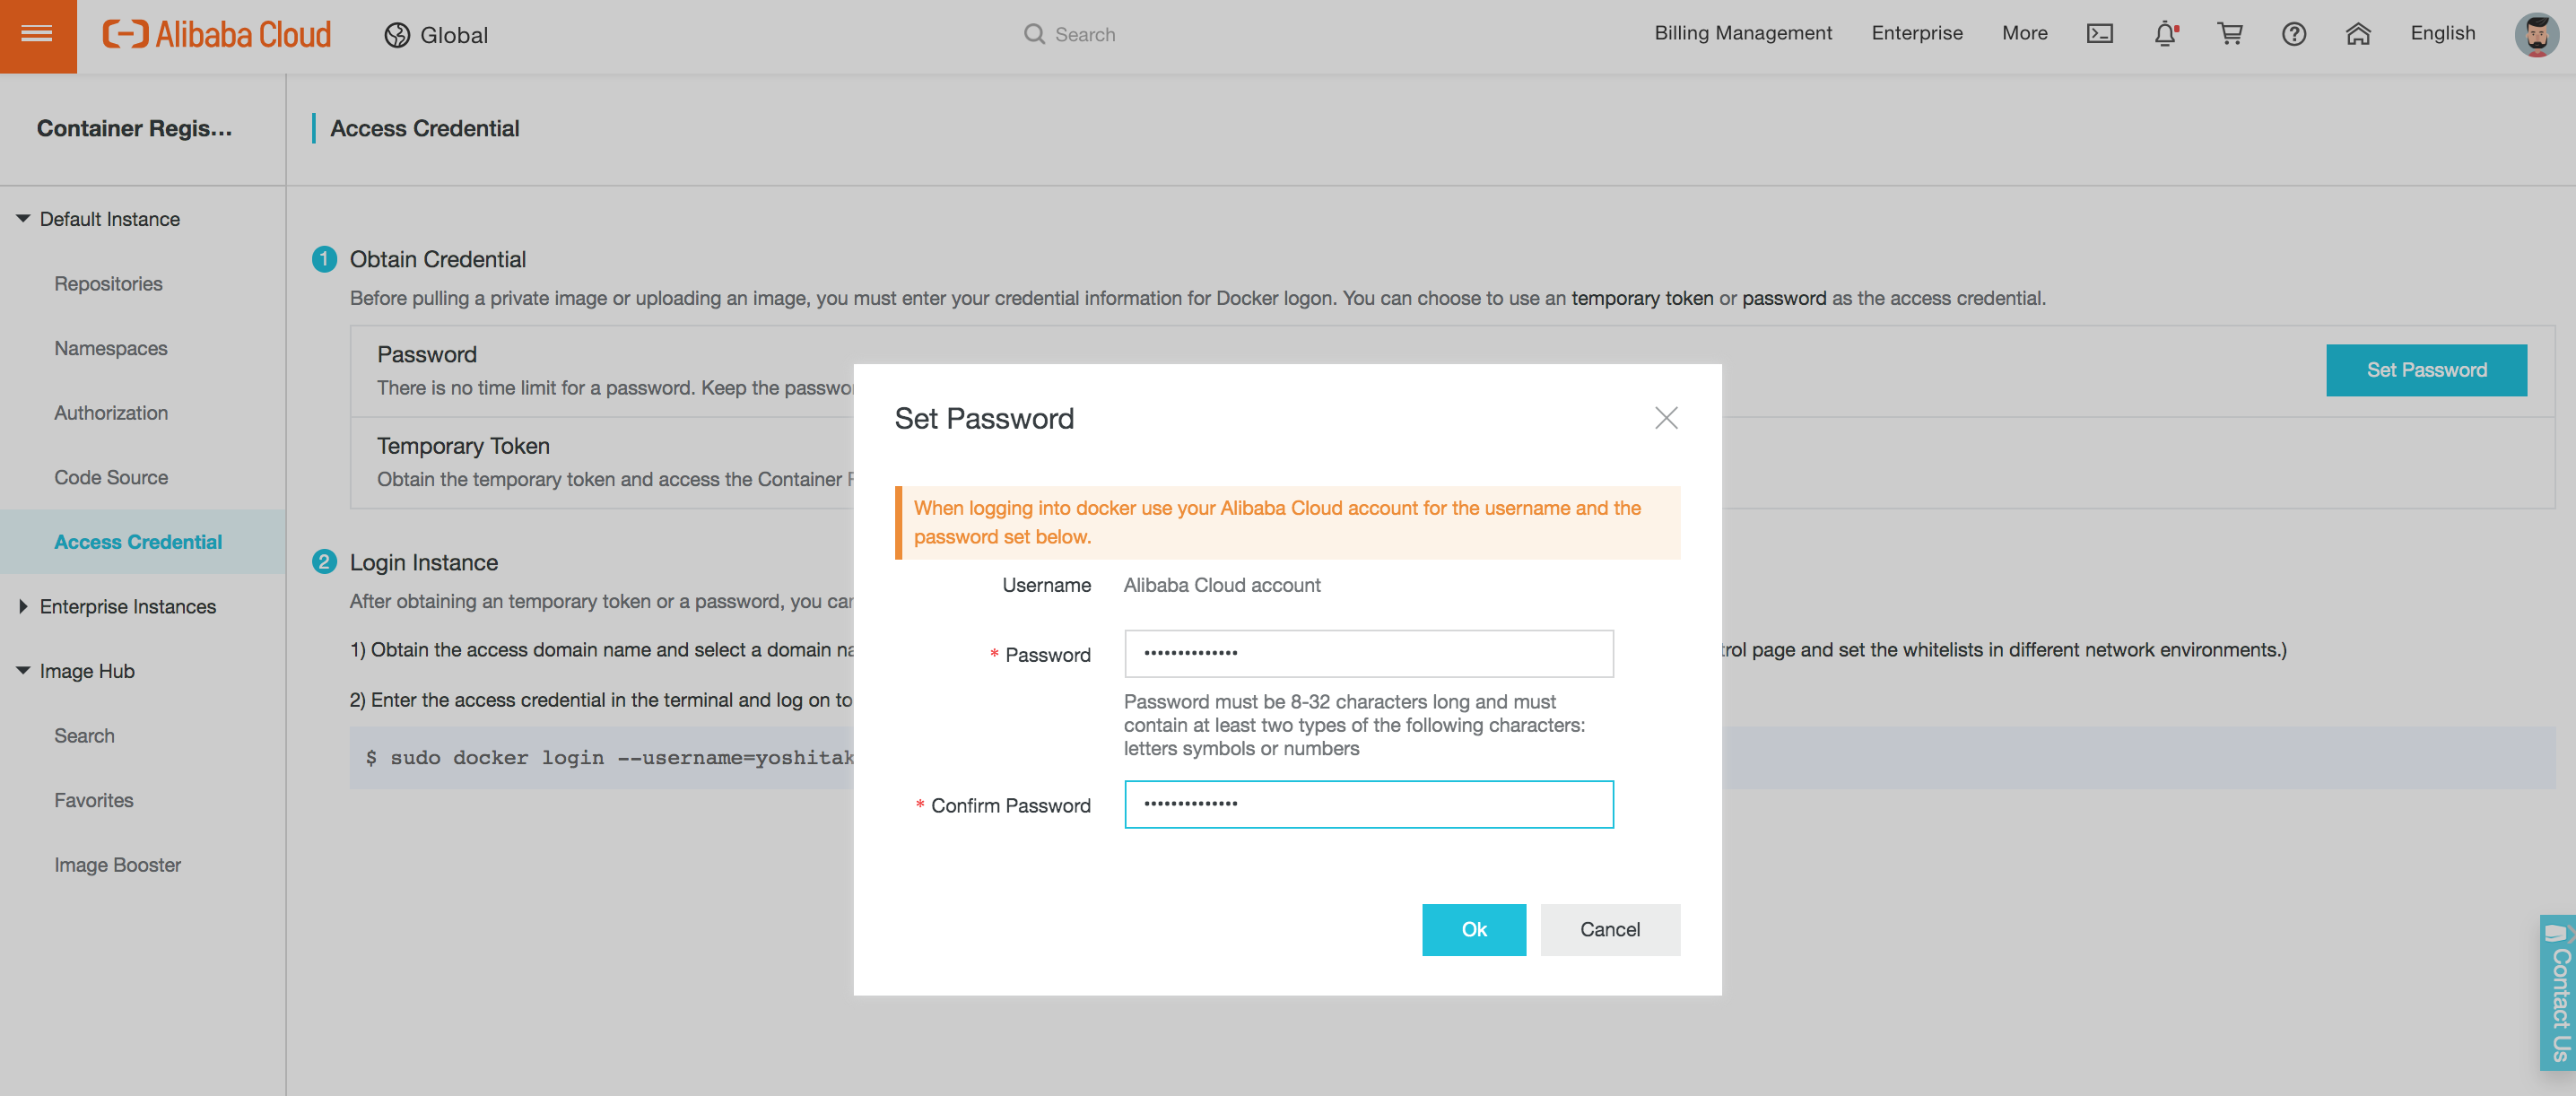 Alibaba Cloud
Global
Search
Billing Management
Enterprise
More
English
Container Regis...
Access Credential
Default Instance
Repositories
Namespaces
Authorization
Code Source
Access Credential
Enterprise Instances
Image Hub
Search
Favorites
Image Booster
1 Obtain Credential
Before pulling a private image or uploading an image, you must enter your credential information for Docker logon. You can choose to use an temporary token or password as the access credential.
Password
There is no time limit for a password. Keep the passwo
Set Password
Temporary Token
Obtain the temporary token and access the Container
2 Login Instance
After obtaining an temporary token or a password, you can
1) Obtain the access domain name and select a domain na
trol page and set the whitelists in different network environments.)
2) Enter the access credential in the terminal and log on to
$ sudo docker login --username=yoshitak
Set Password
When logging into docker use your Alibaba Cloud account for the username and the
password set below.
Username Alibaba Cloud account
* Password ••••••••••••••
Password must be 8-32 characters long and must
contain at least two types of the following characters:
letters symbols or numbers
* Confirm Password ••••••••••••••
Ok
Cancel
Contact Us